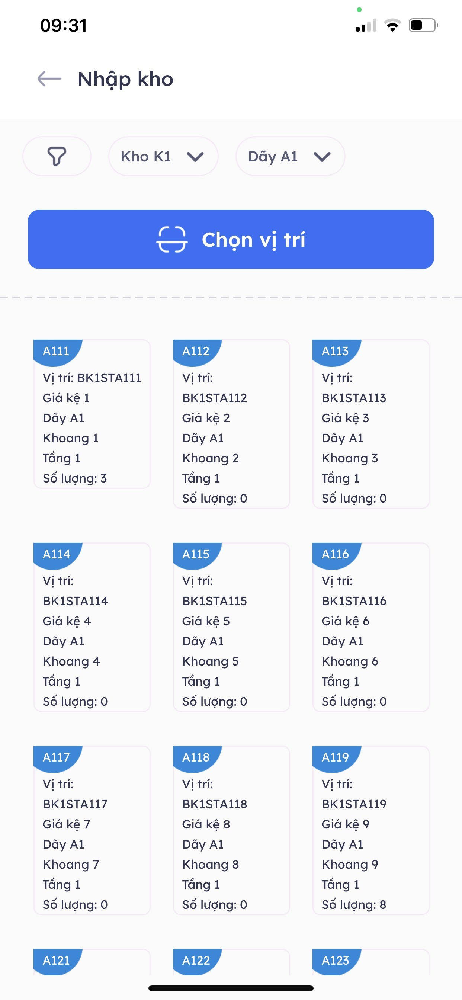 09:31
Nhập kho
Kho K1
Dãy A1
Chọn vị trí
A111
Vị trí: BK1STA111
Giá kệ 1
Dãy A1
Khoang 1
Tầng 1
Số lượng: 3
A112
Vị trí:
BK1STA112
Giá kệ 2
Dãy A1
Khoang 2
Tầng 1
Số lượng: 0
A113
Vị trí:
BK1STA113
Giá kệ 3
Dãy A1
Khoang 3
Tầng 1
Số lượng: 0
A114
Vị trí:
BK1STA114
Giá kệ 4
Dãy A1
Khoang 4
Tầng 1
Số lượng: 0
A115
Vị trí:
BK1STA115
Giá kệ 5
Dãy A1
Khoang 5
Tầng 1
Số lượng: 0
A116
Vị trí:
BK1STA116
Giá kệ 6
Dãy A1
Khoang 6
Tầng 1
Số lượng: 0
A117
Vị trí:
BK1STA117
Giá kệ 7
Dãy A1
Khoang 7
Tầng 1
Số lượng: 0
A118
Vị trí:
BK1STA118
Giá kệ 8
Dãy A1
Khoang 8
Tầng 1
Số lượng: 0
A119
Vị trí:
BK1STA119
Giá kệ 9
Dãy A1
Khoang 9
Tầng 1
Số lượng: 8
A121
A122
A123